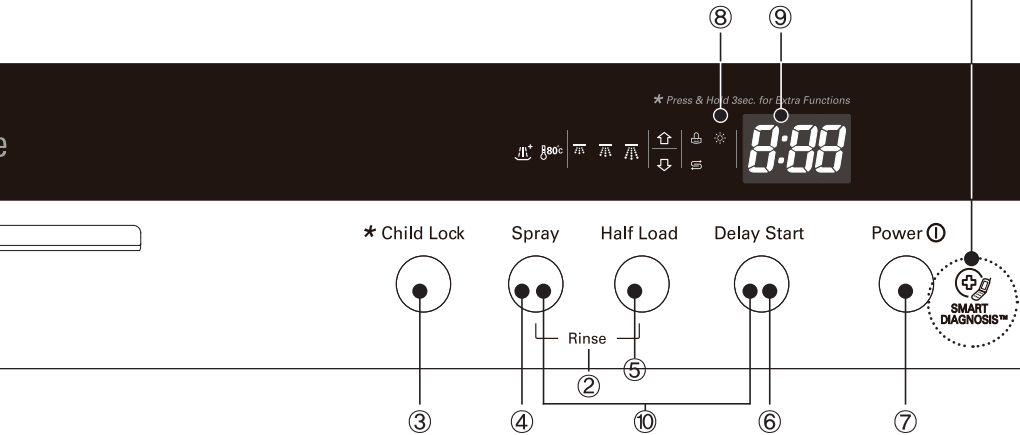 ⑧ ⑨
* Press & Hold 3sec. for Extra Functions
e
80°c
8:88
* Child Lock Spray Half Load Delay Start Power
SMART
DIAGNOSIS™
Rinse
② ⑤
③ ④ ⑩ ⑥ ⑦